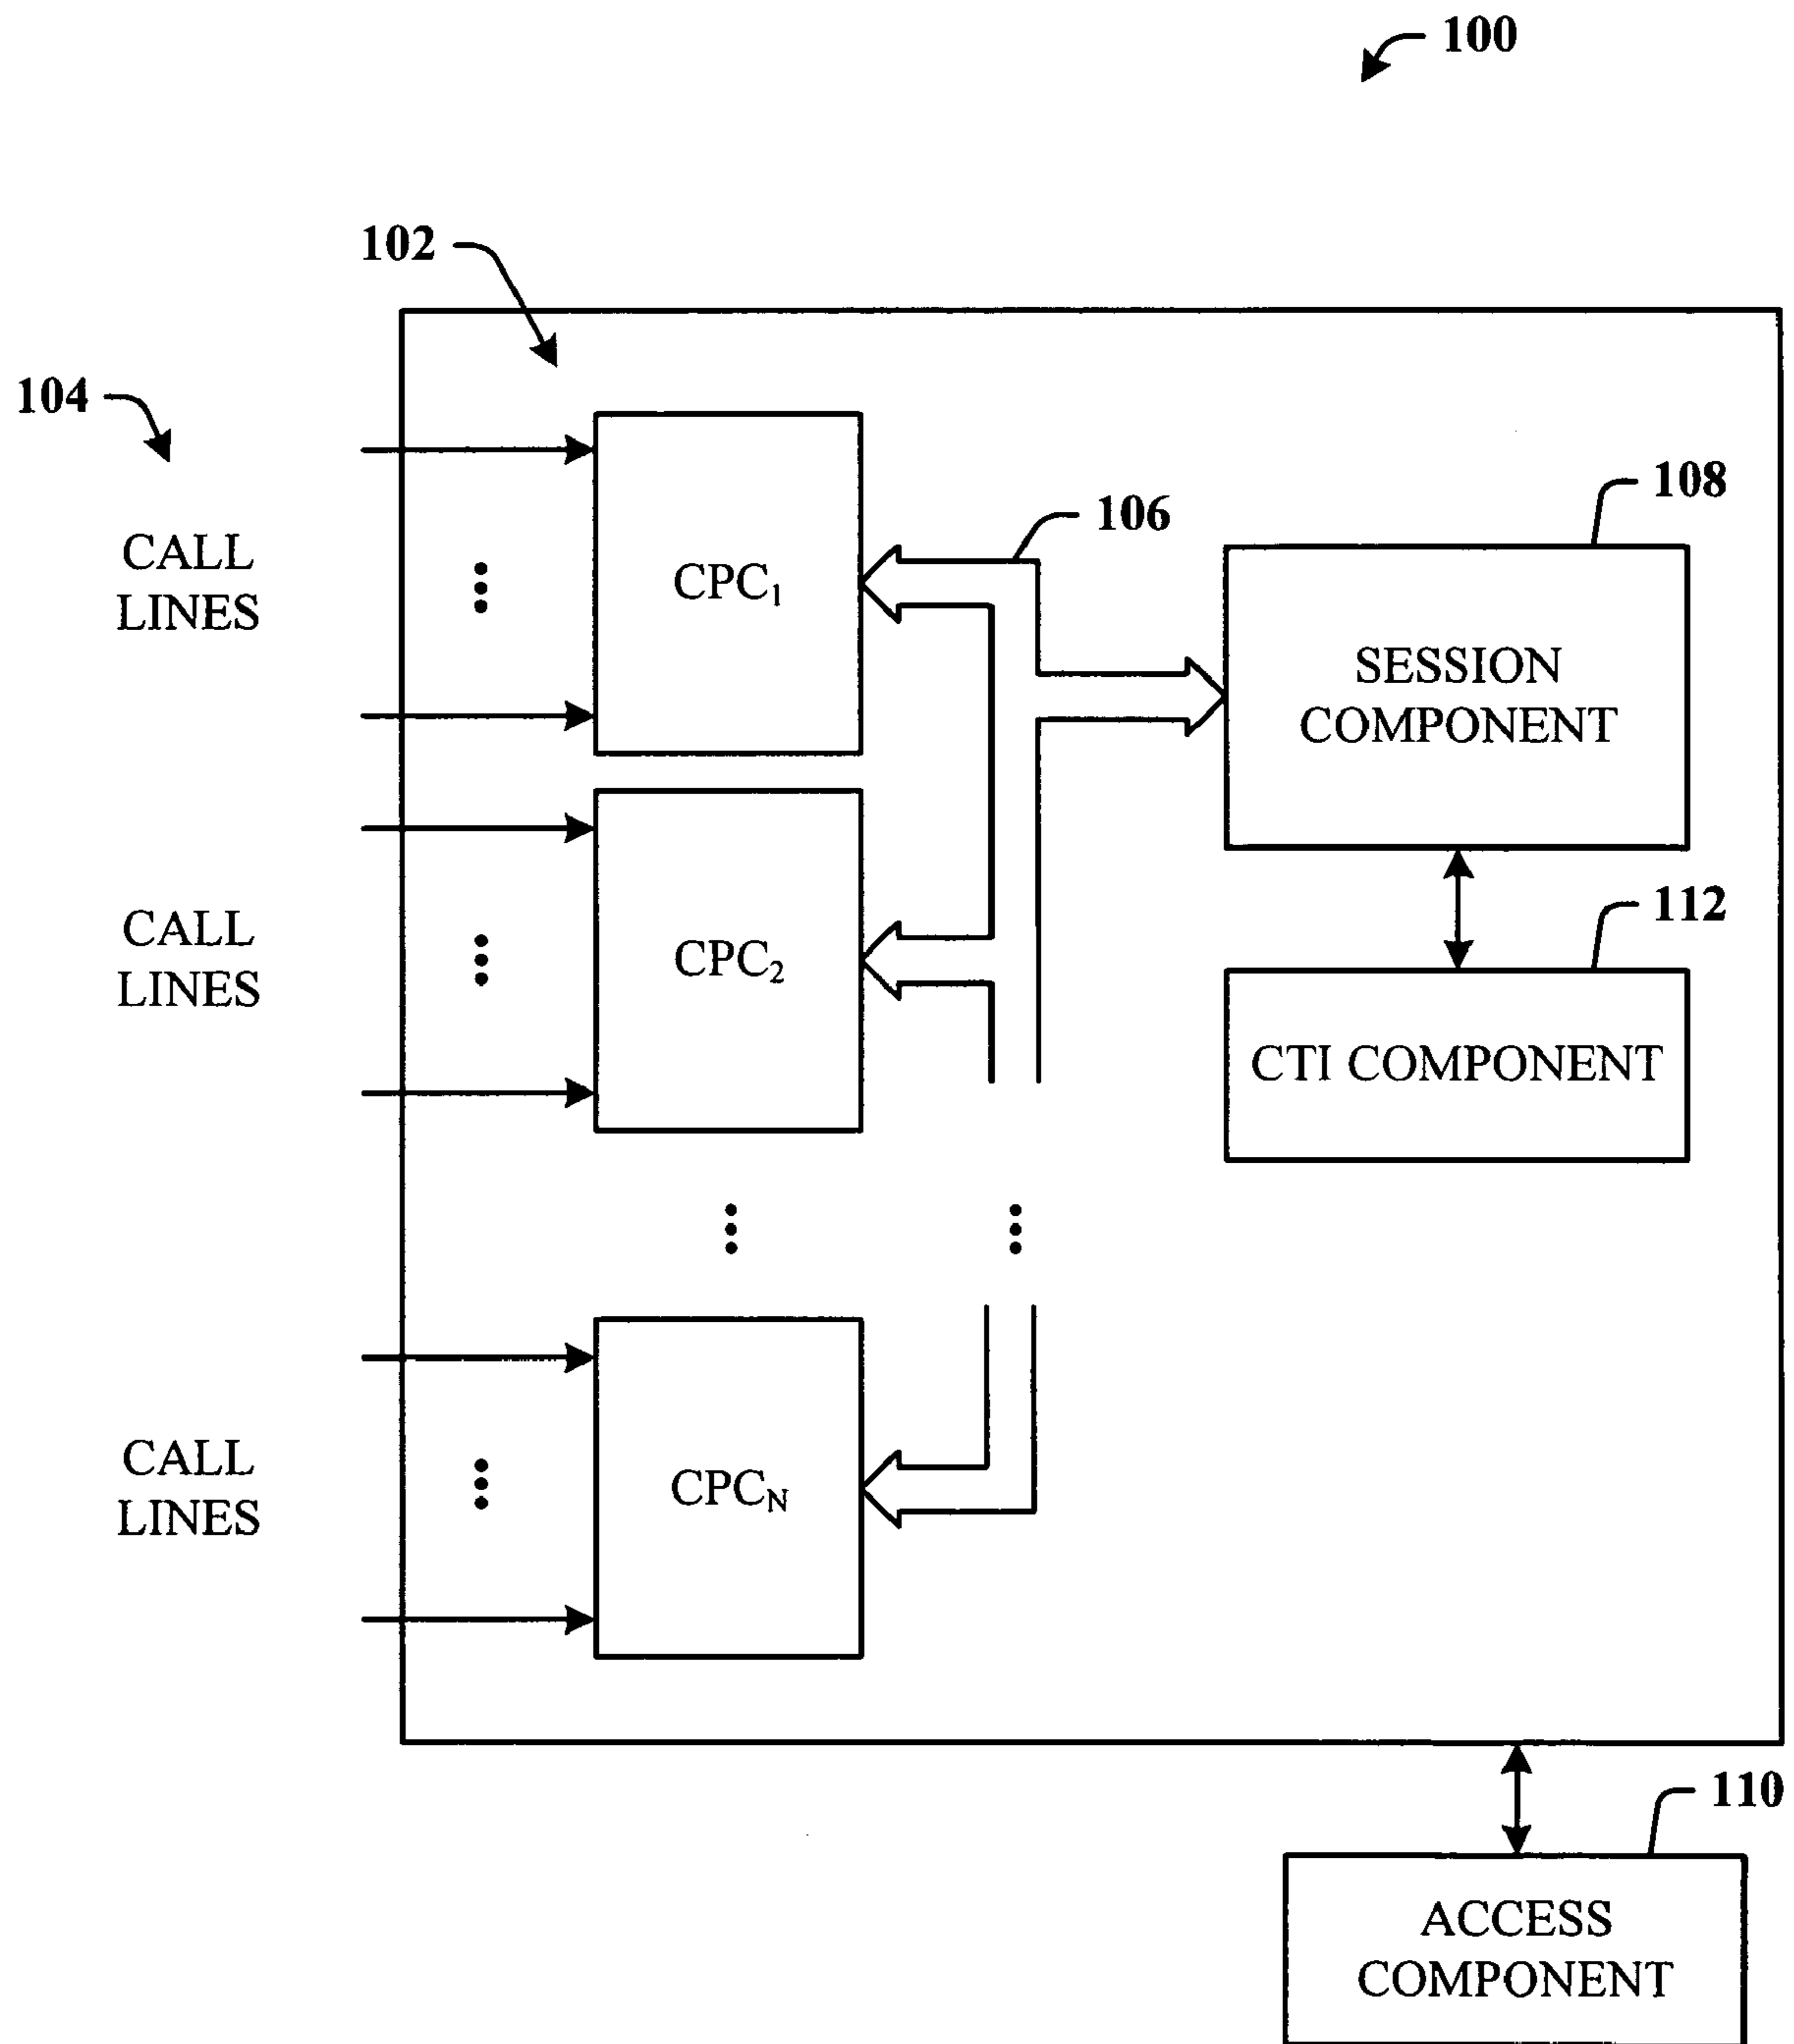 100
102
104
CALL
LINES
CPC₁
106
108
SESSION
COMPONENT
CALL
LINES
CPC₂
112
CTI COMPONENT
CALL
LINES
CPC_N
110
ACCESS
COMPONENT